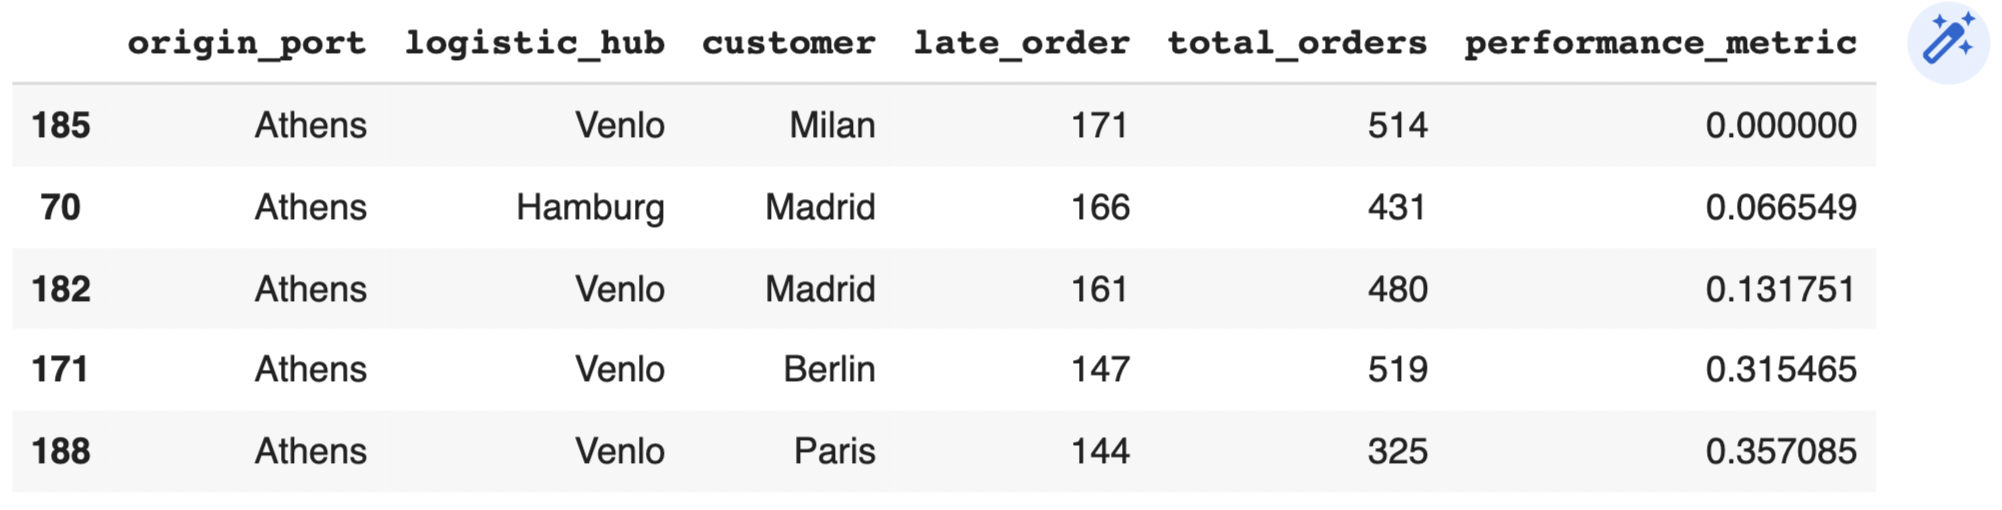 origin_port logistic_hub customer late_order total_orders performance_metric
185 Athens Venlo Milan 171 514 0.000000
70 Athens Hamburg Madrid 166 431 0.066549
182 Athens Venlo Madrid 161 480 0.131751
171 Athens Venlo Berlin 147 519 0.315465
188 Athens Venlo Paris 144 325 0.357085